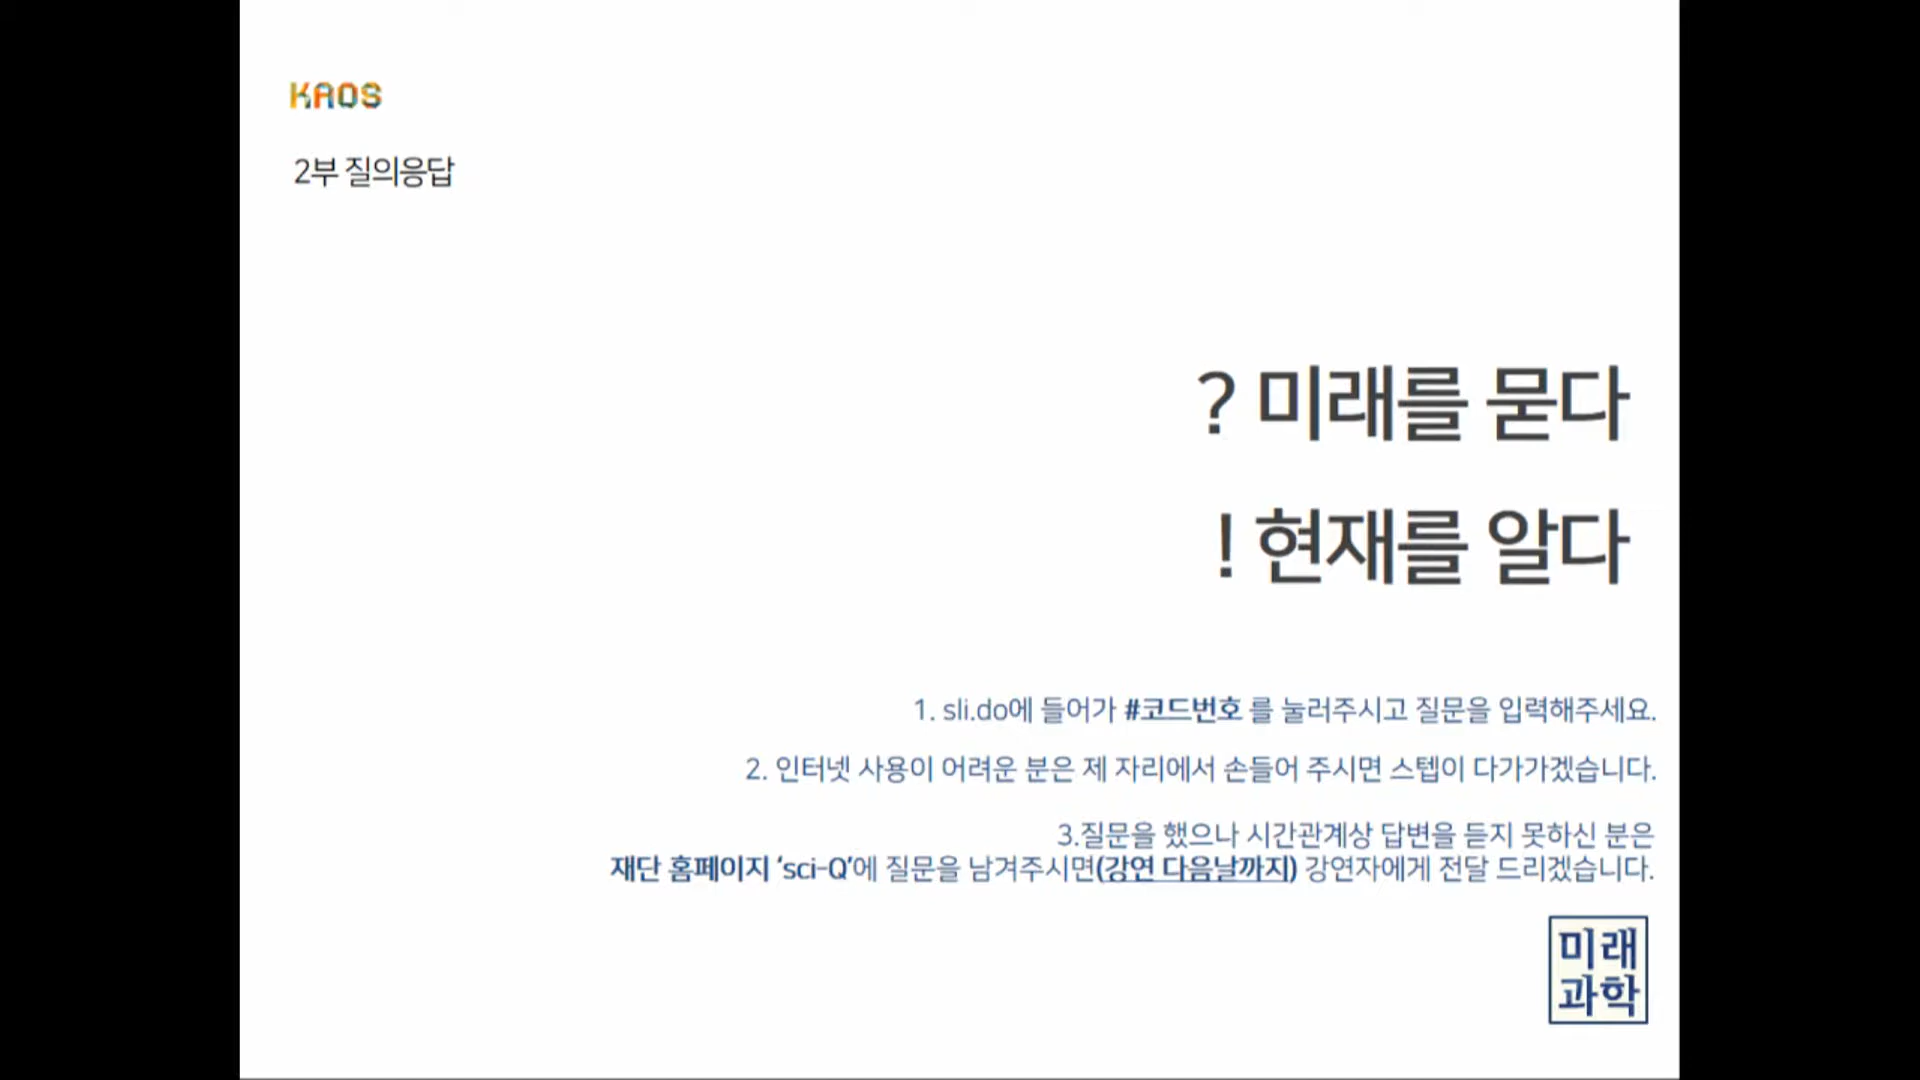 KAOS
2부 질의응답
? 미래를 묻다
! 현재를 알다
1. sli.do에 들어가 #코드번호 를 눌러주시고 질문을 입력해주세요.
2. 인터넷 사용이 어려운 분은 제 자리에서 손들어 주시면 스텝이 다가가겠습니다.
3.질문을 했으나 시간관계상 답변을 듣지 못하신 분은
재단 홈페이지 ‘sci-Q’에 질문을 남겨주시면(강연 다음날까지) 강연자에게 전달 드리겠습니다.
미래
과학